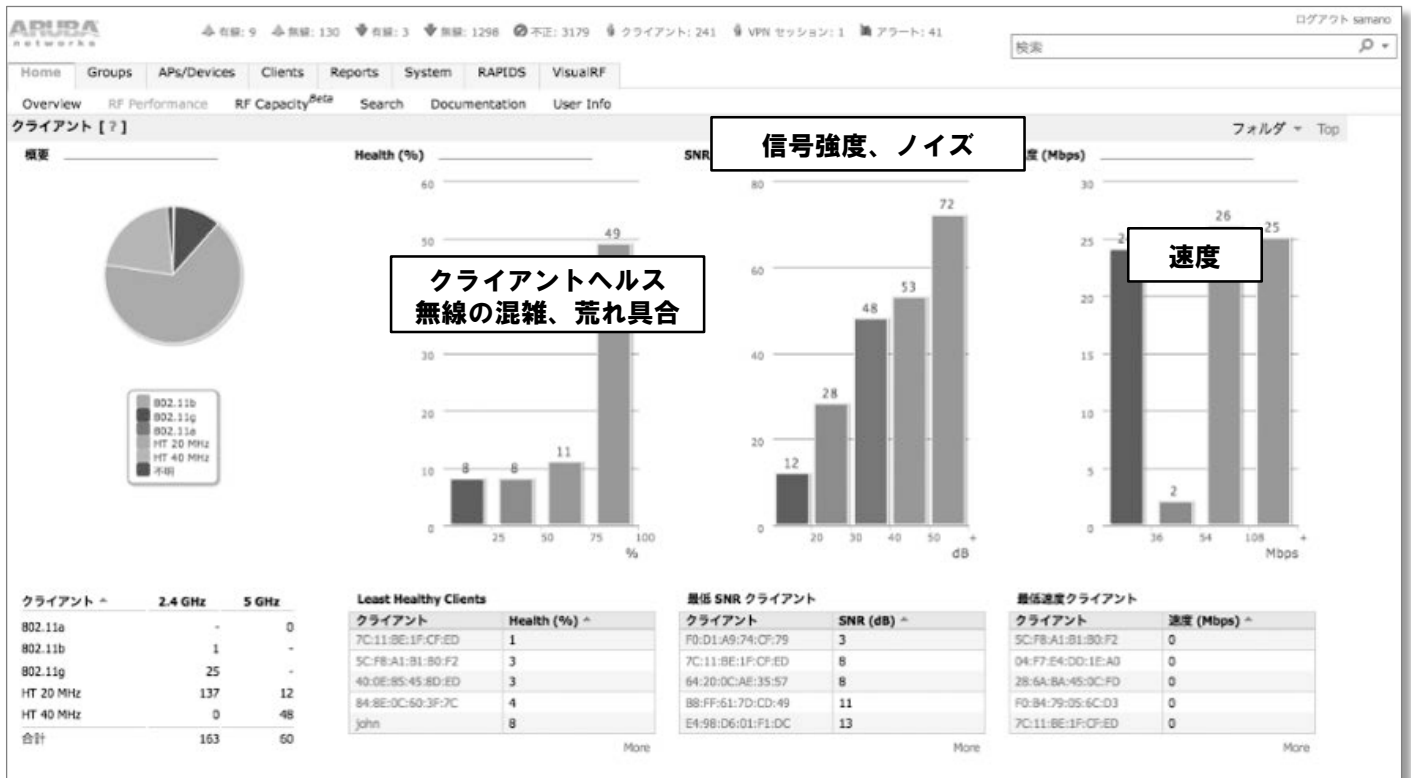 ARUBA
networks
有線: 9 無線: 130 有線: 3 無線: 1298 不正: 3179 クライアント: 241 VPN セッション: 1 アラート: 41
ログアウト samano
検索
Home Groups APs/Devices Clients Reports System RAPIDS VisualRF
Overview RF Performance RF Capacity Beta Search Documentation User Info
クライアント [?]
フォルダ Top
概要
Health (%)
SNR
信号強度、ノイズ
(Mbps)
60
50
30
20
10
0
49
8
8
11
25 50 75 100
%
クライアントヘルス
無線の混雑、荒れ具合
80
60
40
20
0
72
53
48
28
12
20 30 40 50 +
dB
30
25
20
15
10
5
0
26
25
2
速度
36 54 108 +
Mbps
802.11b
802.11g
802.11a
HT 20 MHz
HT 40 MHz
不明
クライアント 2.4 GHz 5 GHz
802.11a - 0
802.11b 1 -
802.11g 25 -
HT 20 MHz 137 12
HT 40 MHz 0 48
合計 163 60
Least Healthy Clients
クライアント Health (%)
7C:11:BE:1F:CF:ED 1
5C:F8:A1:B1:80:F2 3
40:0E:85:45:8D:ED 3
84:8E:0C:60:3F:7C 4
john 8
More
最低 SNR クライアント
クライアント SNR (dB)
F0:D1:A9:74:CF:79 3
7C:11:BE:1F:CF:ED 8
64:20:0C:AE:35:57 8
B8:FF:61:7D:CD:49 11
E4:98:D6:01:F1:DC 13
More
最低速度クライアント
クライアント 速度 (Mbps)
5C:F8:A1:B1:80:F2 0
04:F7:E4:DD:1E:A0 0
28:6A:BA:45:0C:FD 0
F0:B4:79:05:6C:D3 0
7C:11:BE:1F:CF:ED 0
More